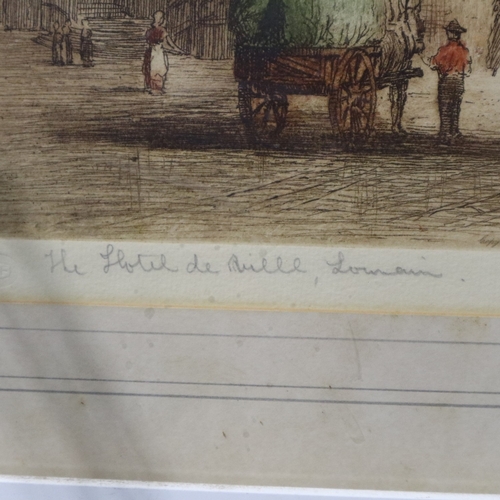 The Hotel de Ville, Louvain.